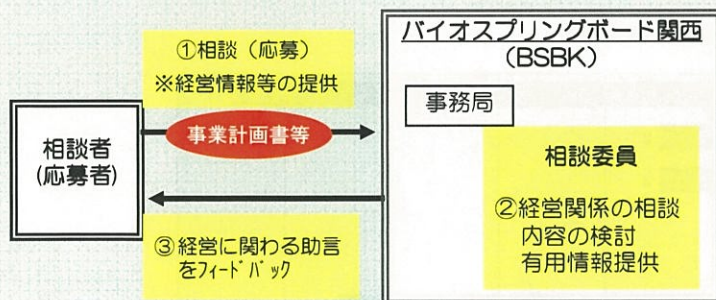 ①相談（応募）
※経営情報等の提供
事業計画書等
相談者
(応募者)
③経営に関わる助言
をﾌｨｰﾄﾞﾊﾞｯｸ
バイオスプリングボード関西
（BSBK）
事務局
相談委員
②経営関係の相談
内容の検討
有用情報提供